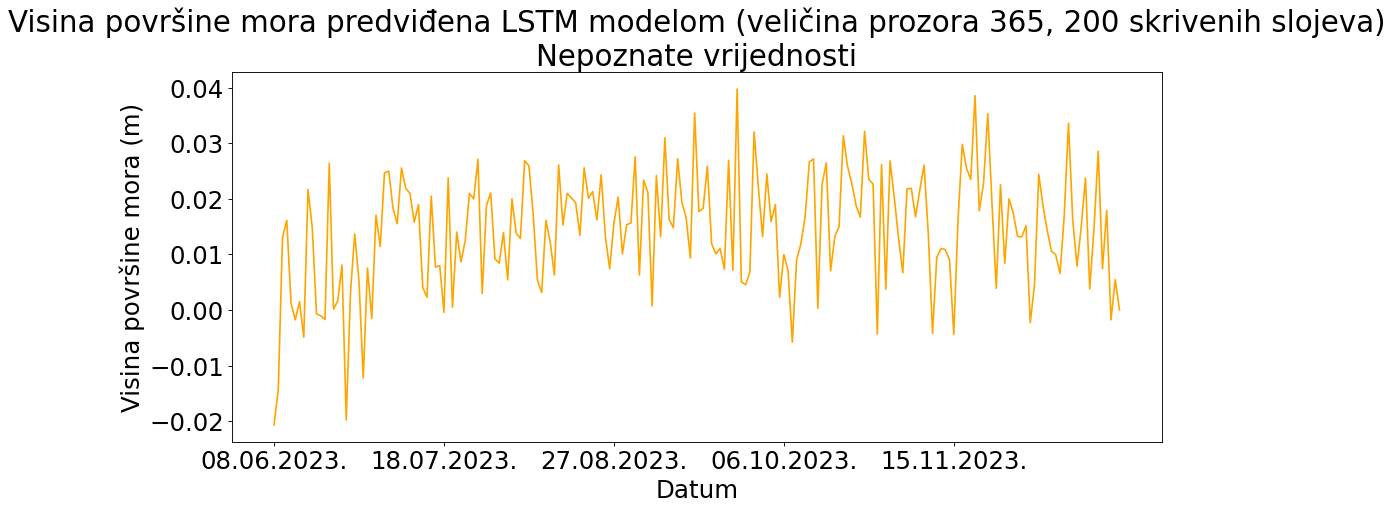 Visina površine mora predviđena LSTM modelom (veličina prozora 365, 200 skrivenih slojeva)
Nepoznate vrijednosti
Visina površine mora (m)
0.04
0.03
0.02
0.01
0.00
−0.01
−0.02
08.06.2023. 18.07.2023. 27.08.2023. 06.10.2023. 15.11.2023.
Datum